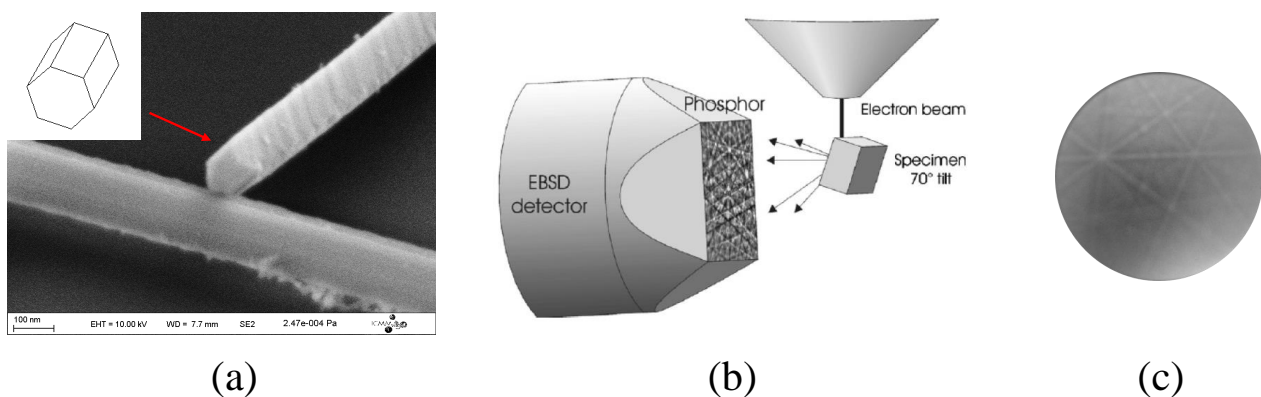 100 nm
EHT = 10.00 kV WD = 7.7 mm SE2 2.47e-004 Pa
Phosphor
Electron beam
EBSD
detector
Specimen
70° tilt
(a) (b) (c)